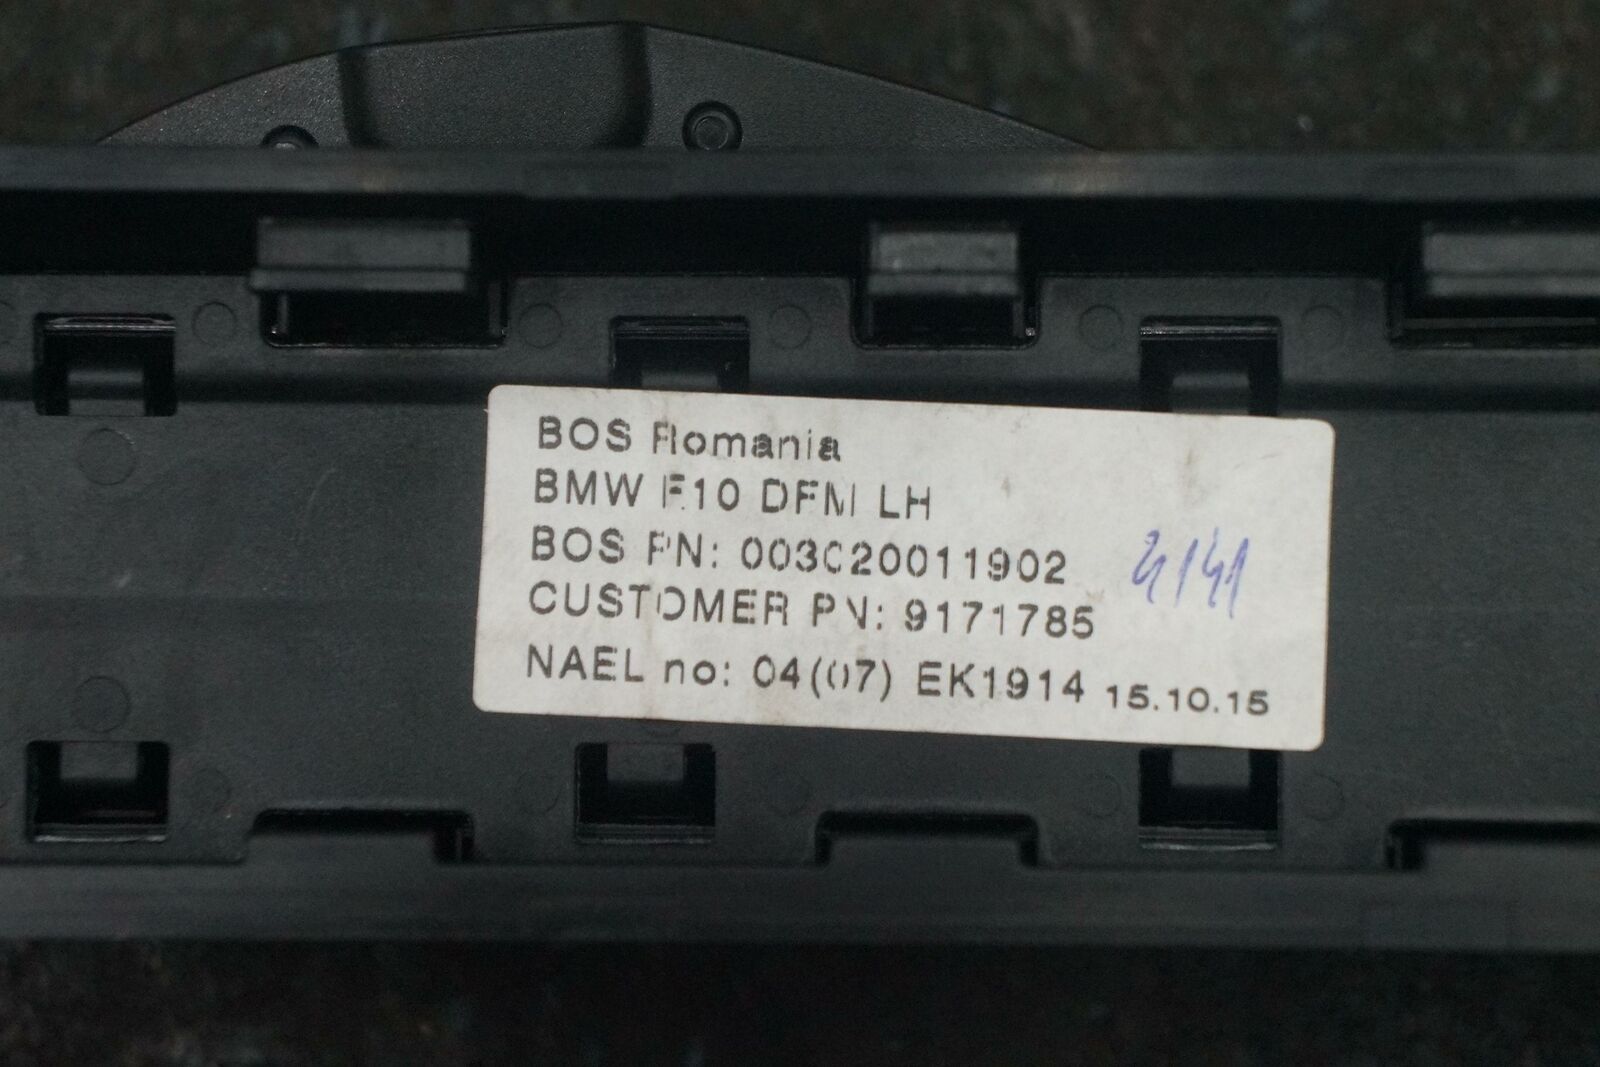 BOS Romania
BMW F10 DFM LH
BOS PN: 003020011902
CUSTOMER PN: 9171785
NAEL no: 04(07) EK1914 15.10.15